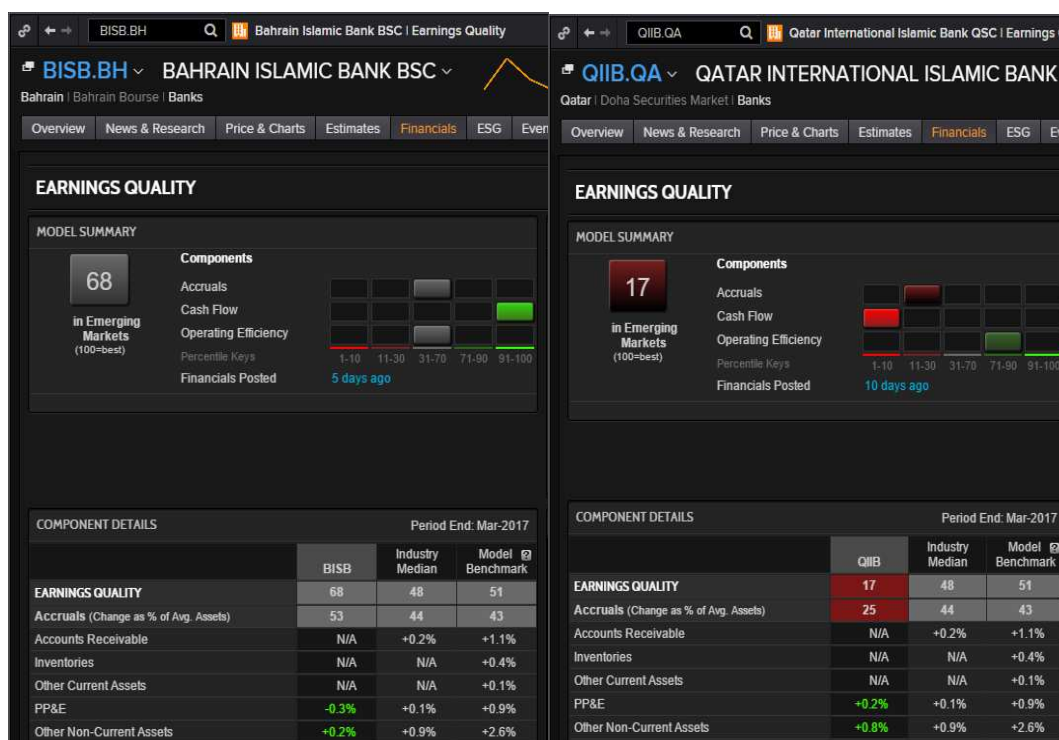 BISB.BH
Bahrain Islamic Bank BSC | Earnings Quality
BISB.BH BAHRAIN ISLAMIC BANK BSC
Bahrain | Bahrain Bourse | Banks
Overview News & Research Price & Charts Estimates Financials ESG Even
EARNINGS QUALITY
MODEL SUMMARY
68
in Emerging
Markets
(100=best)
Components
Accruals
Cash Flow
Operating Efficiency
Percentile Keys 1-10 11-30 31-70 71-90 91-100
Financials Posted 5 days ago
COMPONENT DETAILS Period End: Mar-2017
BISB Industry Median Model Benchmark
EARNINGS QUALITY 68 48 51
Accruals (Change as % of Avg. Assets) 53 44 43
Accounts Receivable N/A +0.2% +1.1%
Inventories N/A N/A +0.4%
Other Current Assets N/A N/A +0.1%
PP&E -0.3% +0.1% +0.9%
Other Non-Current Assets +0.2% +0.9% +2.6%
QIIB.QA
Qatar International Islamic Bank QSC | Earnings
QIIB.QA QATAR INTERNATIONAL ISLAMIC BANK
Qatar | Doha Securities Market | Banks
Overview News & Research Price & Charts Estimates Financials ESG E
EARNINGS QUALITY
MODEL SUMMARY
17
in Emerging
Markets
(100=best)
Components
Accruals
Cash Flow
Operating Efficiency
Percentile Keys 1-10 11-30 31-70 71-90 91-100
Financials Posted 10 days ago
COMPONENT DETAILS Period End: Mar-2017
QIIB Industry Median Model Benchmark
EARNINGS QUALITY 17 48 51
Accruals (Change as % of Avg. Assets) 25 44 43
Accounts Receivable N/A +0.2% +1.1%
Inventories N/A N/A +0.4%
Other Current Assets N/A N/A +0.1%
PP&E +0.2% +0.1% +0.9%
Other Non-Current Assets +0.8% +0.9% +2.6%